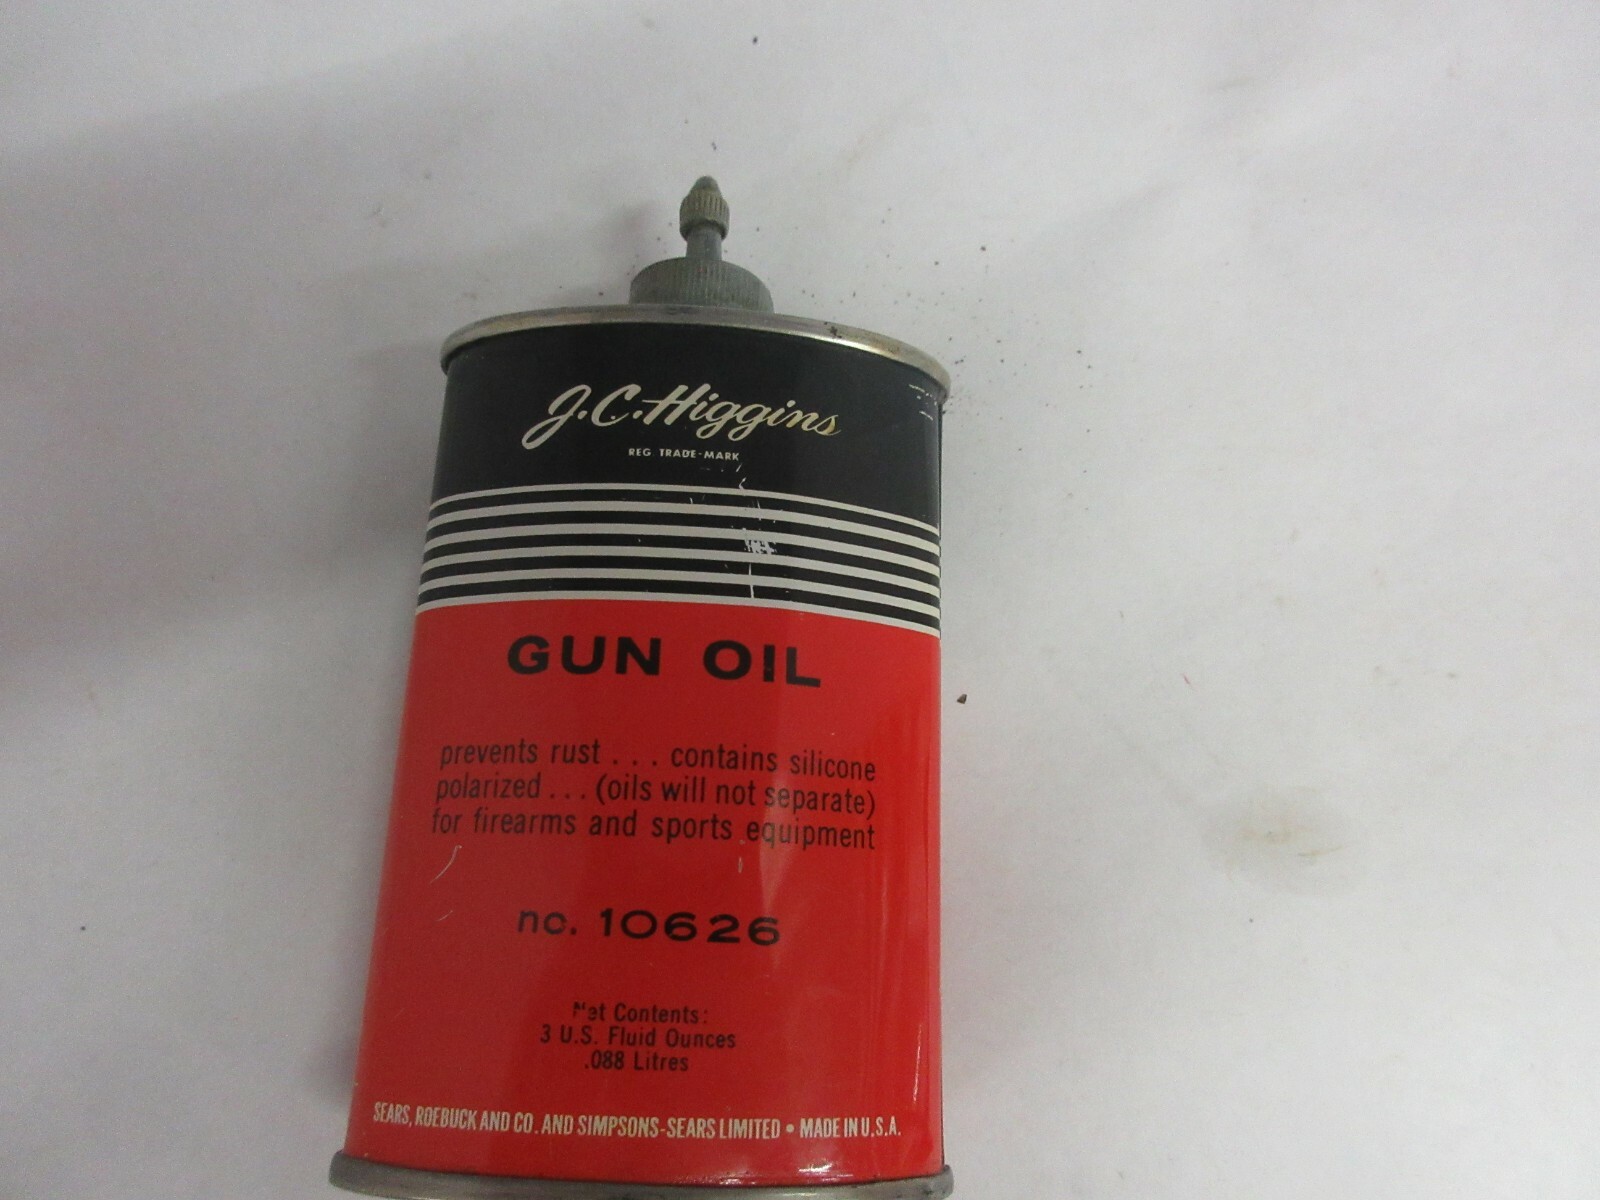 J.C. Higgins
REG. TRADE-MARK
GUN OIL
prevents rust . . . contains silicone
polarized . . . (oils will not separate)
for firearms and sports equipment
no. 10626
Net Contents:
3 U.S. Fluid Ounces
.088 Litres
SEARS, ROEBUCK AND CO. AND SIMPSONS-SEARS LIMITED • MADE IN U.S.A.